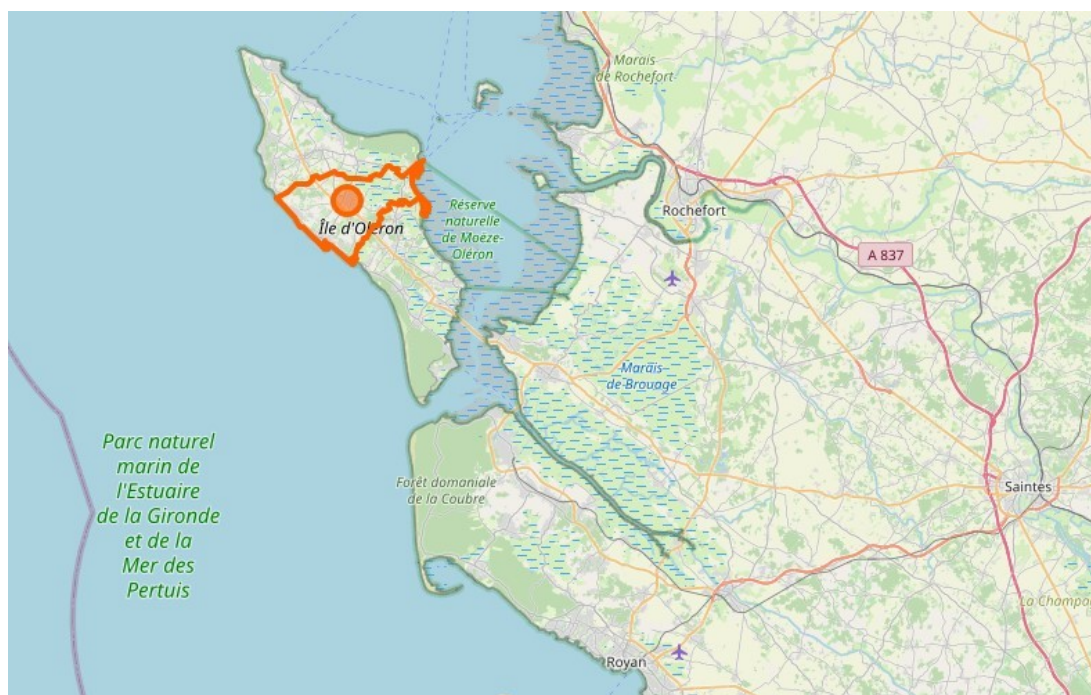 Marais
de Rochefort
Rochefort
Réserve
naturelle
de Moëze-
Oléron
Île d'Oléron
A 837
Marais
de Brouage
Parc naturel
marin de
l'Estuaire
de la Gironde
et de la
Mer des
Pertuis
Forêt domaniale
de la Coubre
Saintes
La Champa
Royan